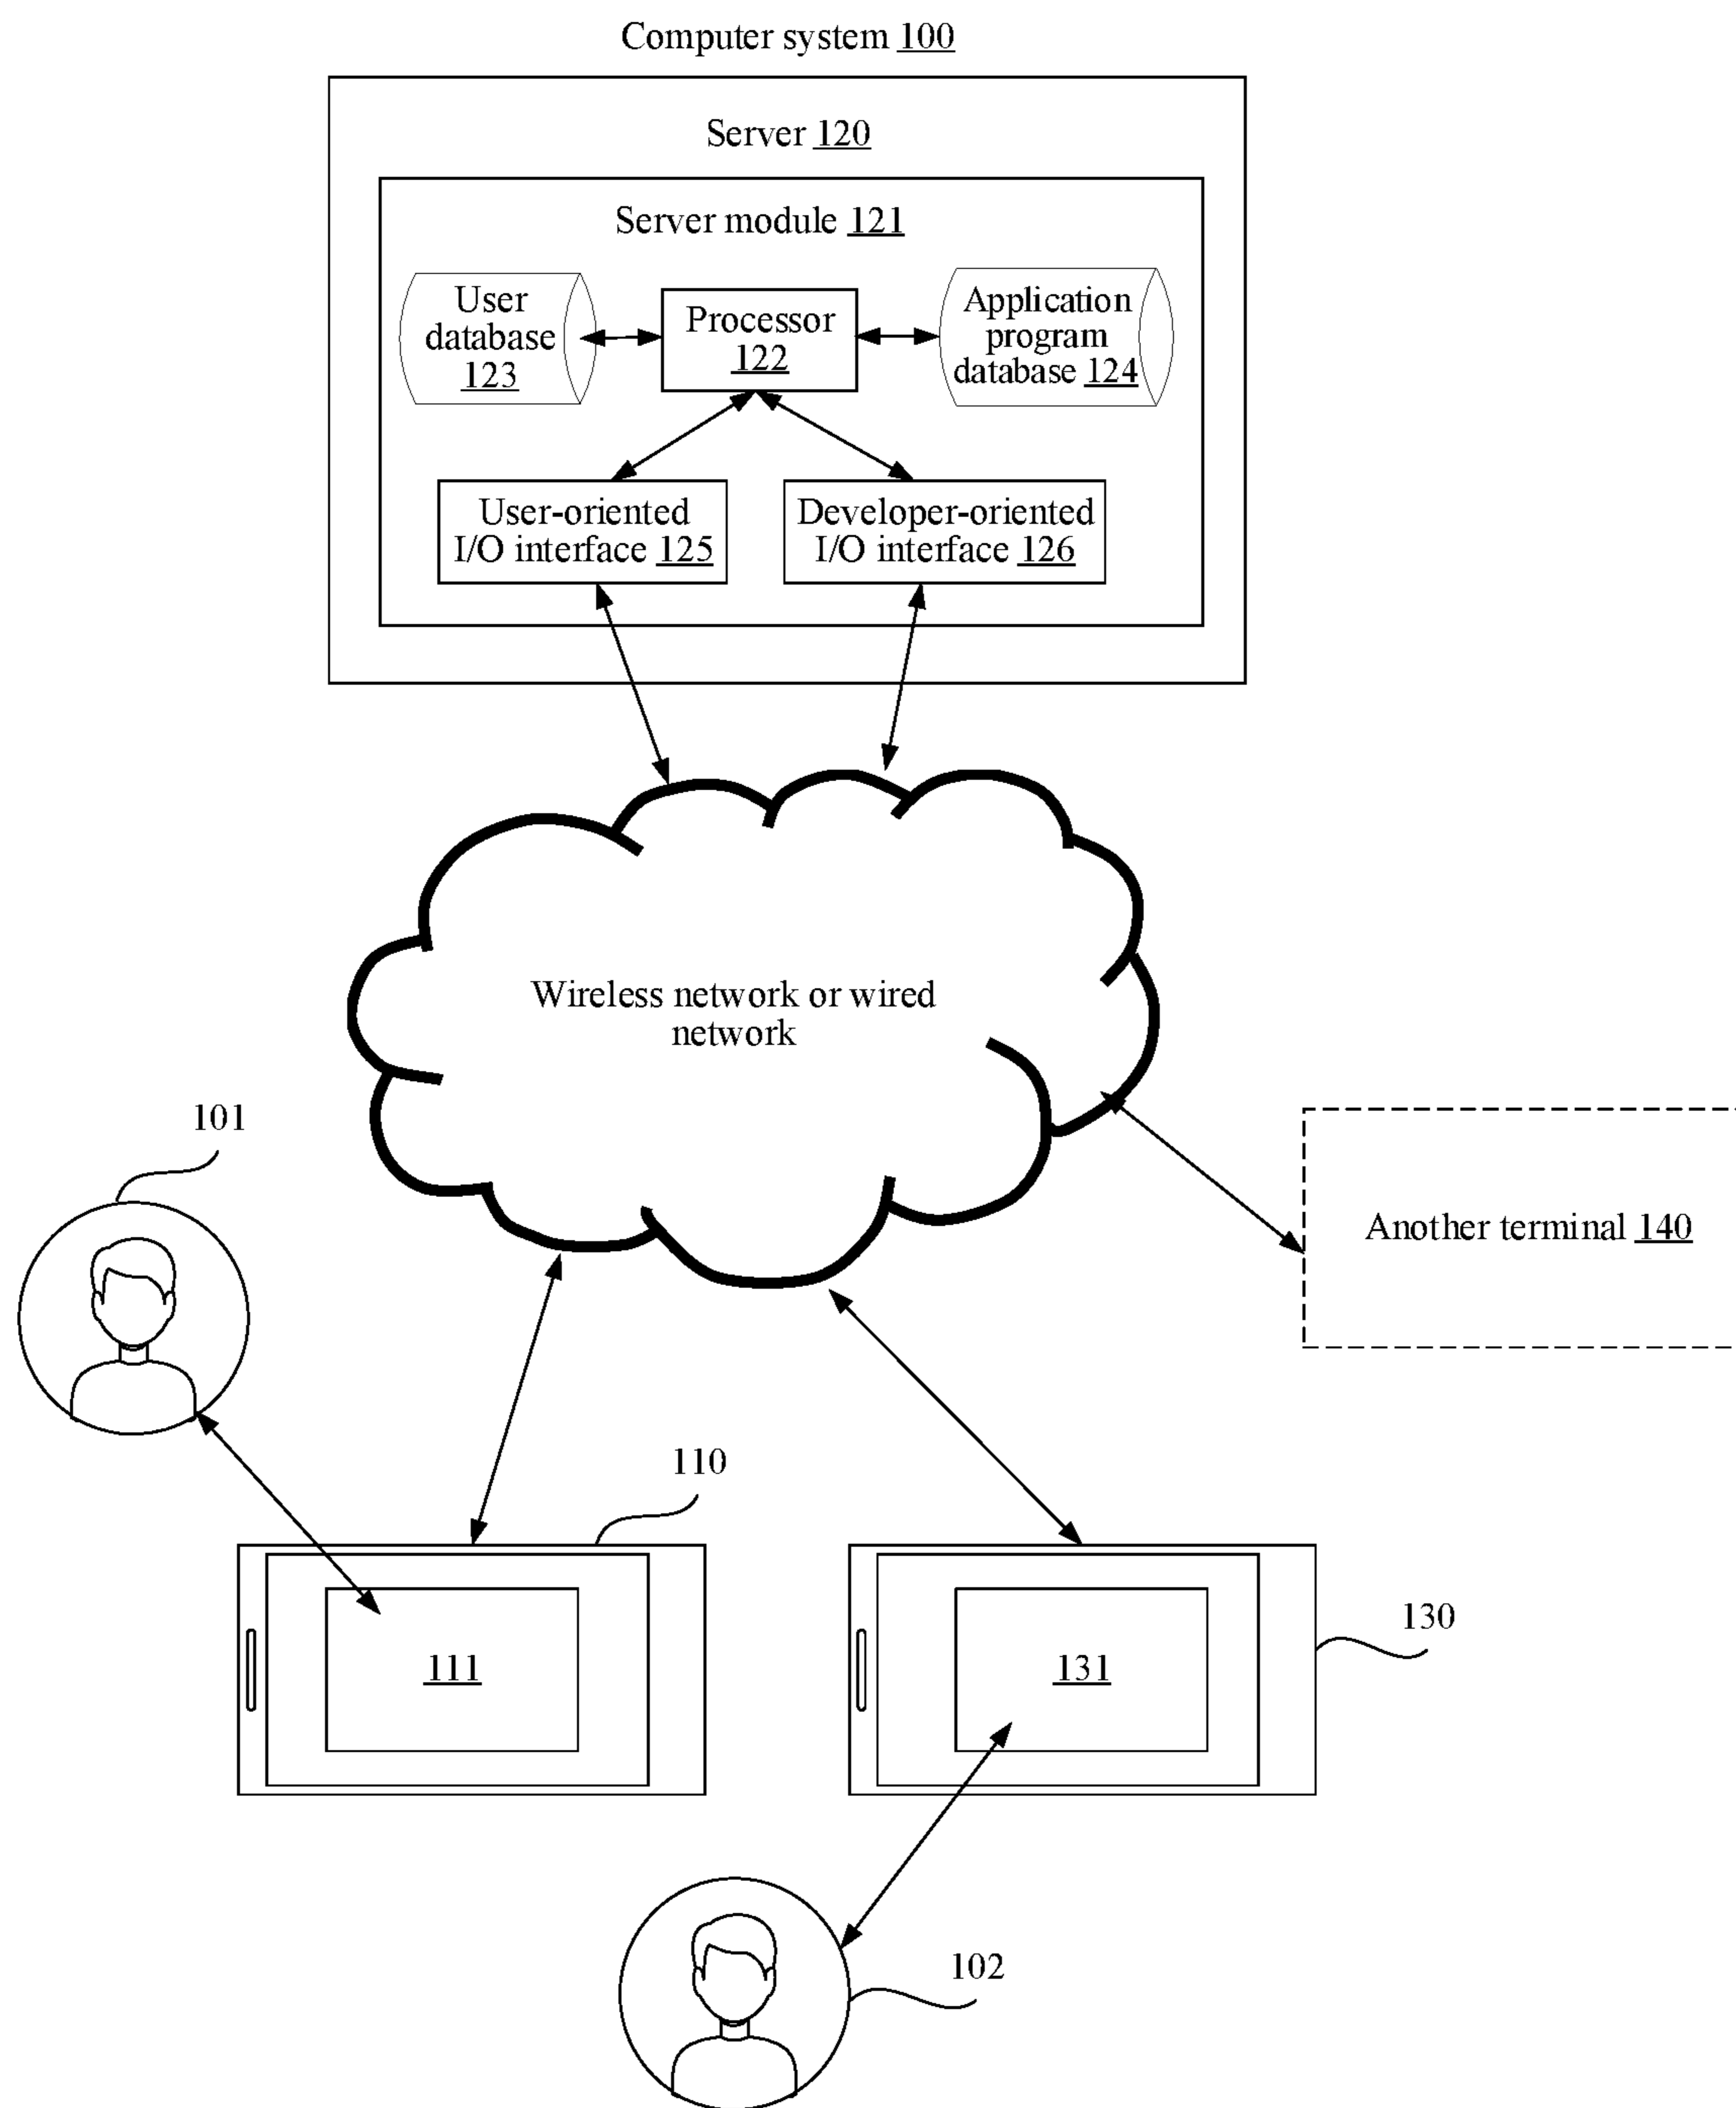 Computer system 100
Server 120
Server module 121
User
database
123
Processor
122
Application
program
database 124
User-oriented
I/O interface 125
Developer-oriented
I/O interface 126
Wireless network or wired
network
101
Another terminal 140
110
111
131
130
102